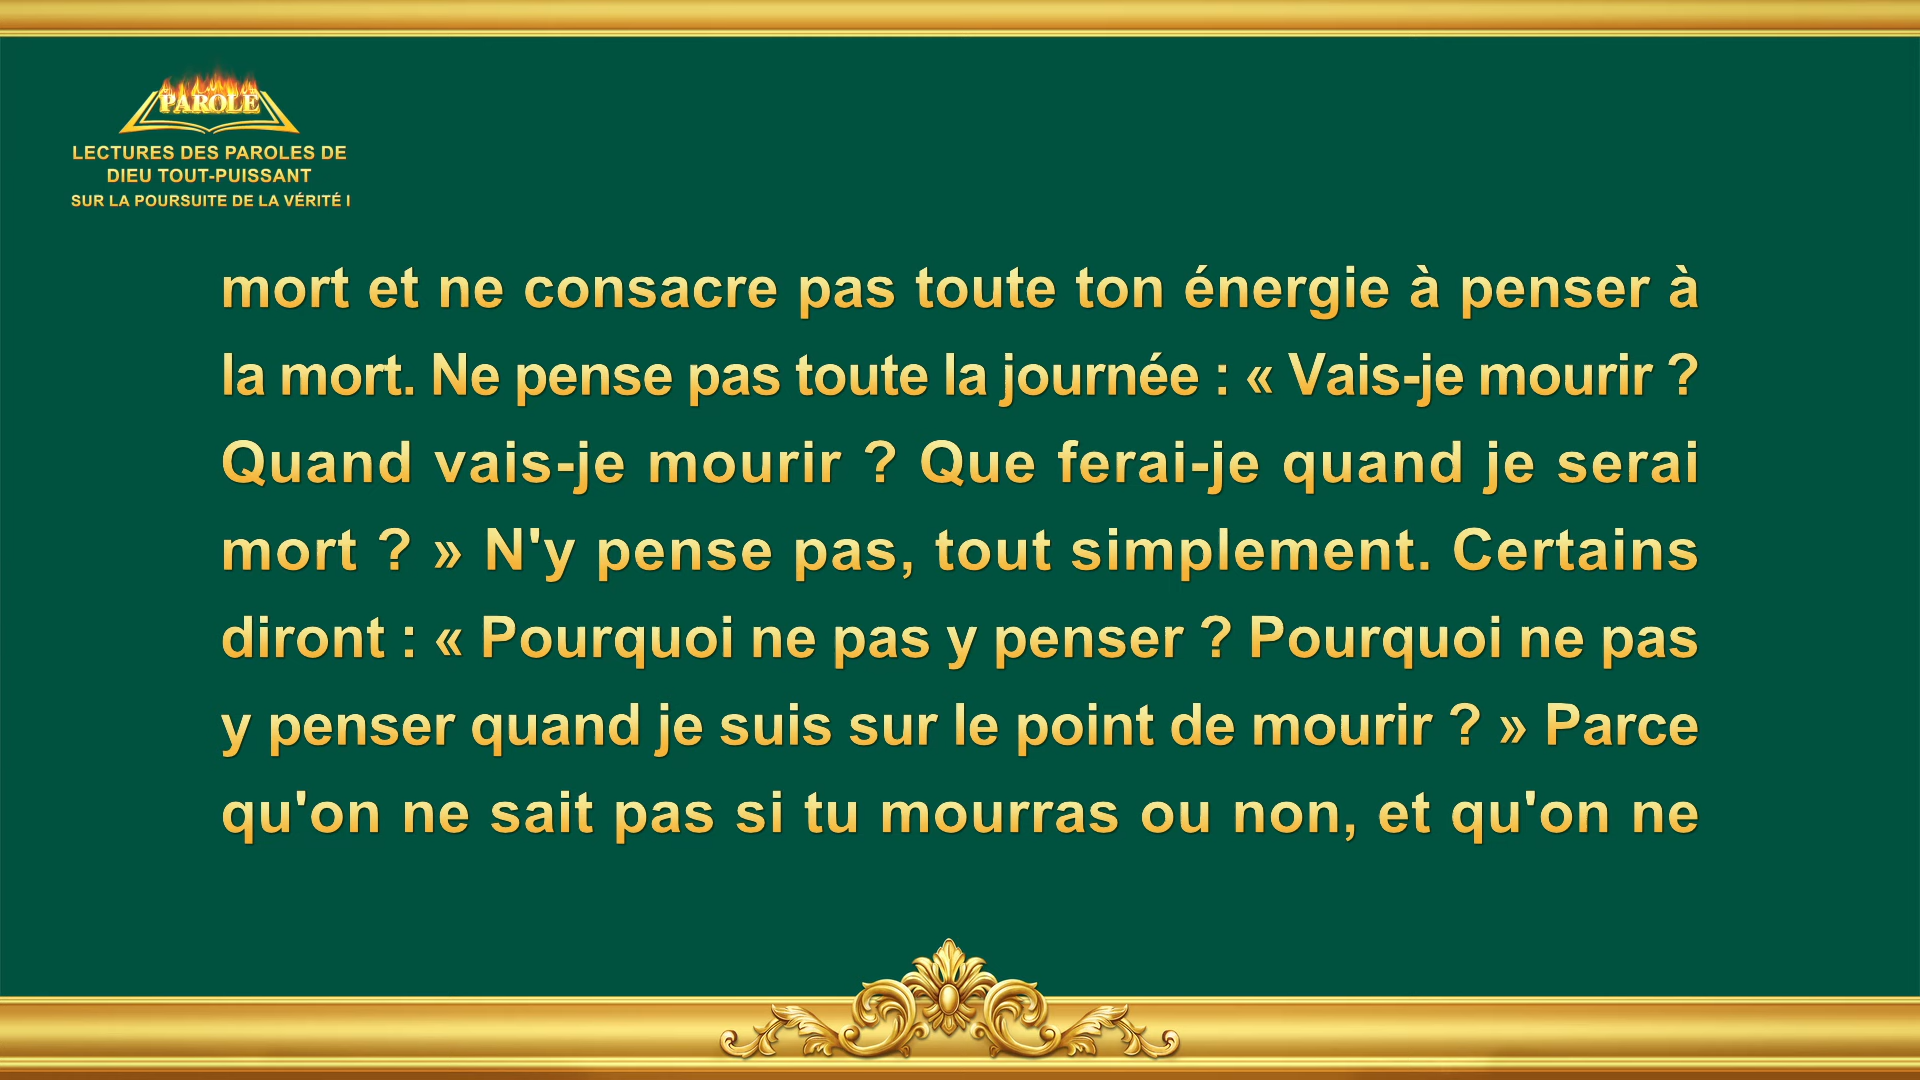 PAROLE
LECTURES DES PAROLES DE
DIEU TOUT-PUISSANT
SUR LA POURSUITE DE LA VÉRITÉ I
mort et ne consacre pas toute ton énergie à penser à
la mort. Ne pense pas toute la journée : « Vais-je mourir ?
Quand vais-je mourir ? Que ferai-je quand je serai
mort ? » N'y pense pas, tout simplement. Certains
diront : « Pourquoi ne pas y penser ? Pourquoi ne pas
y penser quand je suis sur le point de mourir ? » Parce
qu'on ne sait pas si tu mourras ou non, et qu'on ne